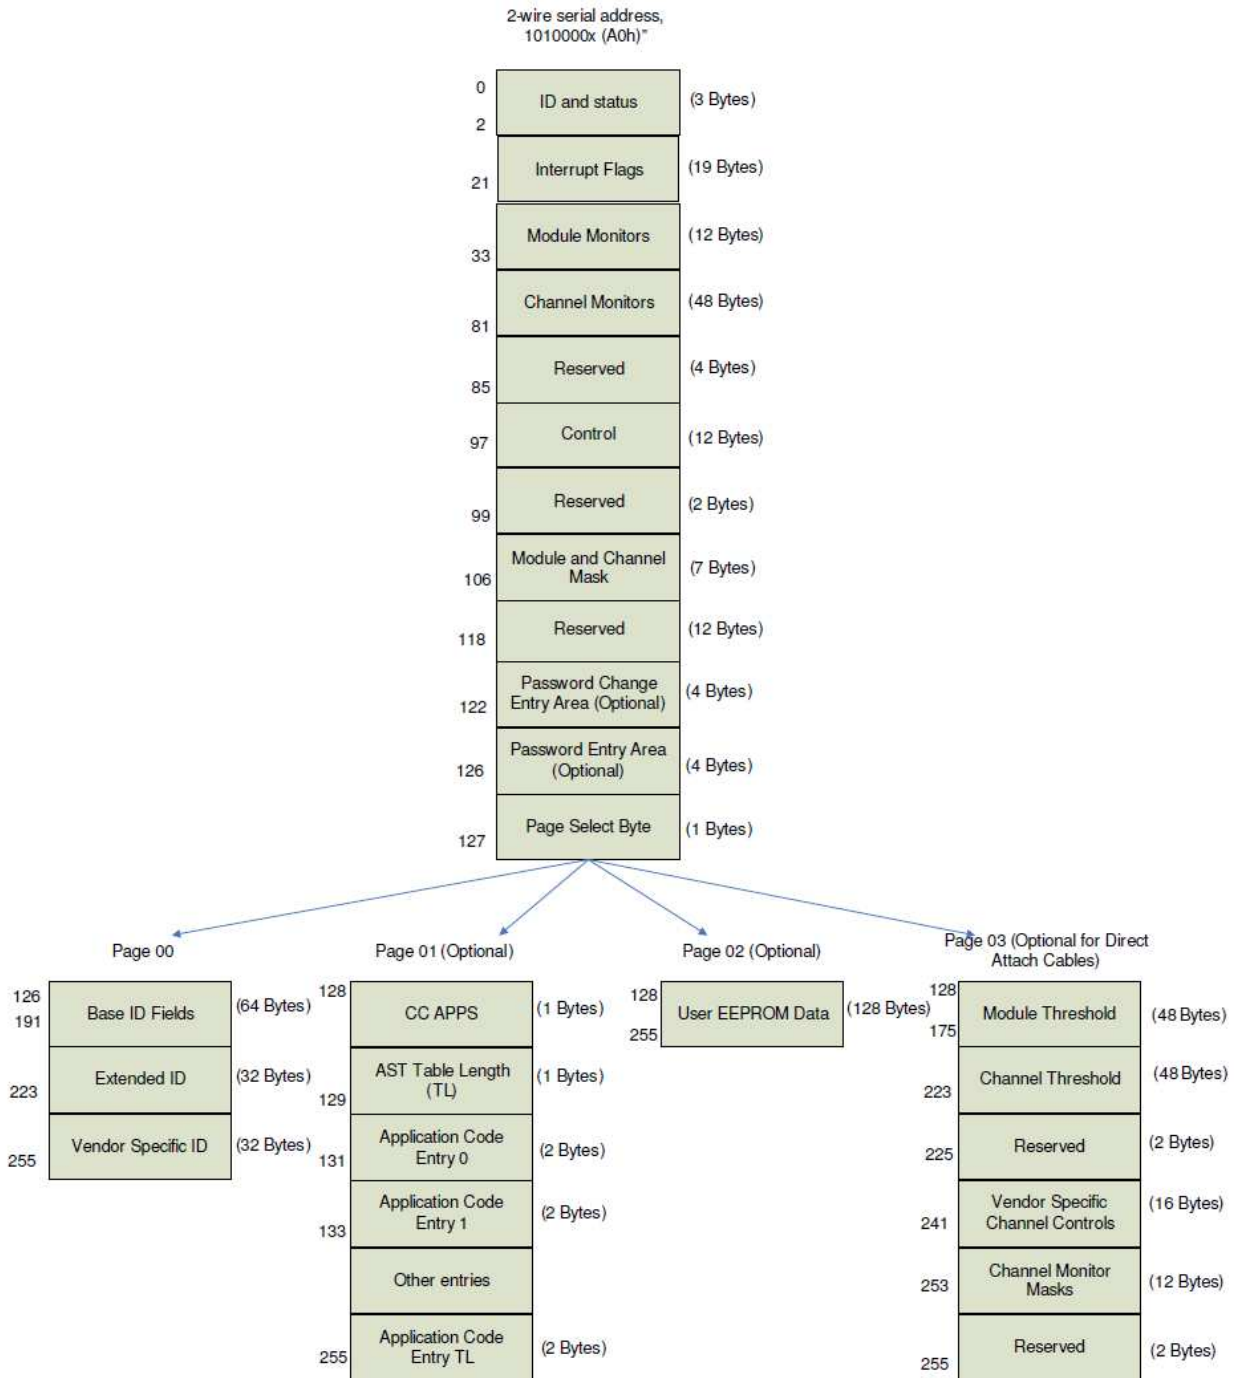 2-wire serial address,
1010000x (A0h)"
0
ID and status
(3 Bytes)
2
Interrupt Flags
(19 Bytes)
21
Module Monitors
(12 Bytes)
33
Channel Monitors
(48 Bytes)
81
Reserved
(4 Bytes)
85
Control
(12 Bytes)
97
Reserved
(2 Bytes)
99
Module and Channel
Mask
(7 Bytes)
106
Reserved
(12 Bytes)
118
Password Change
Entry Area (Optional)
(4 Bytes)
122
Password Entry Area
(Optional)
(4 Bytes)
126
Page Select Byte
(1 Bytes)
127
Page 00
126
191
Base ID Fields
(64 Bytes)
Extended ID
(32 Bytes)
223
Vendor Specific ID
(32 Bytes)
255
Page 01 (Optional)
128
CC APPS
(1 Bytes)
AST Table Length
(TL)
(1 Bytes)
129
Application Code
Entry 0
(2 Bytes)
131
Application Code
Entry 1
(2 Bytes)
133
Other entries
Application Code
Entry TL
(2 Bytes)
255
Page 02 (Optional)
128
User EEPROM Data
(128 Bytes)
255
Page 03 (Optional for Direct
Attach Cables)
128
Module Threshold
(48 Bytes)
175
Channel Threshold
(48 Bytes)
223
Reserved
(2 Bytes)
225
Vendor Specific
Channel Controls
(16 Bytes)
241
Channel Monitor
Masks
(12 Bytes)
253
Reserved
(2 Bytes)
255